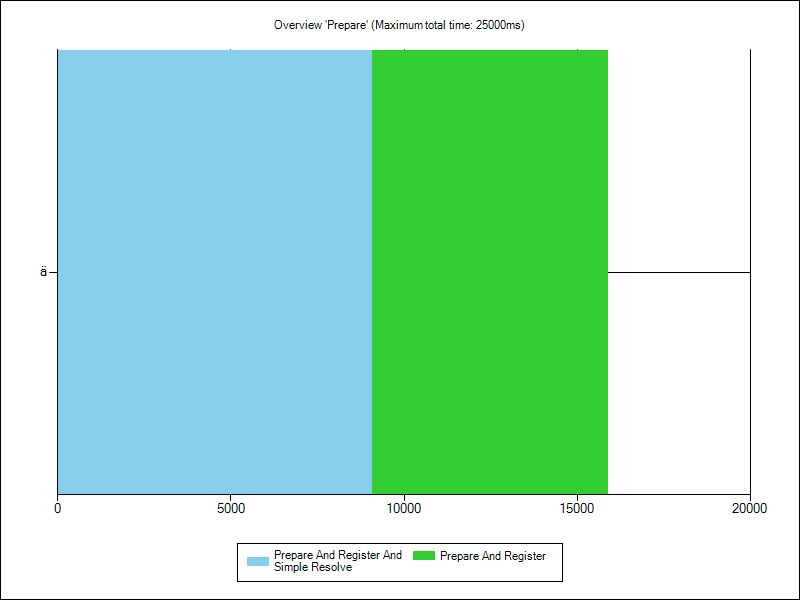 Overview 'Prepare' (Maximum total time: 25000ms)
ä
0 5000 10000 15000 20000
Prepare And Register And
Simple Resolve
Prepare And Register